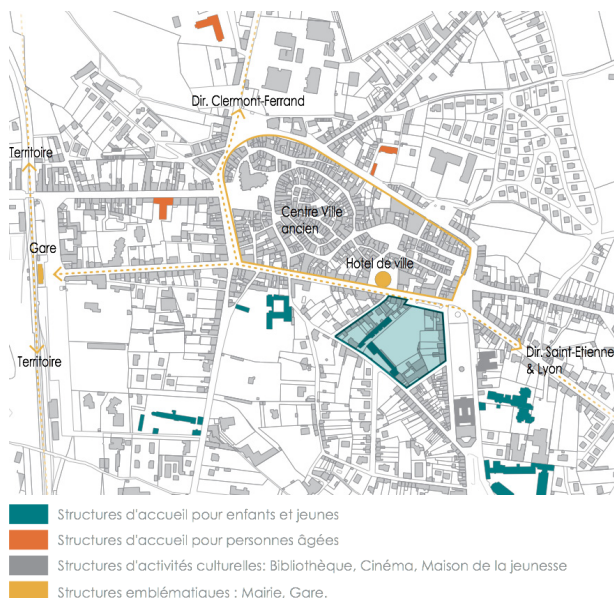 Dir. Clermont-Ferrand
Territoire
Centre Ville
ancien
Gare
Hôtel de ville
Territoire
Dir. Saint-Etienne
& Lyon
Structures d'accueil pour enfants et jeunes
Structures d'accueil pour personnes âgées
Structures d'activités culturelles: Bibliothèque, Cinéma, Maison de la jeunesse
Structures emblématiques : Mairie, Gare.